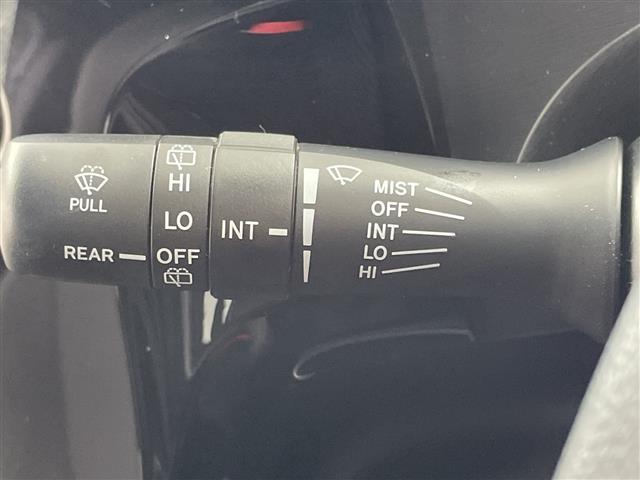 PULL
REAR
HI
LO
OFF
INT
MIST
OFF
INT
LO
HI